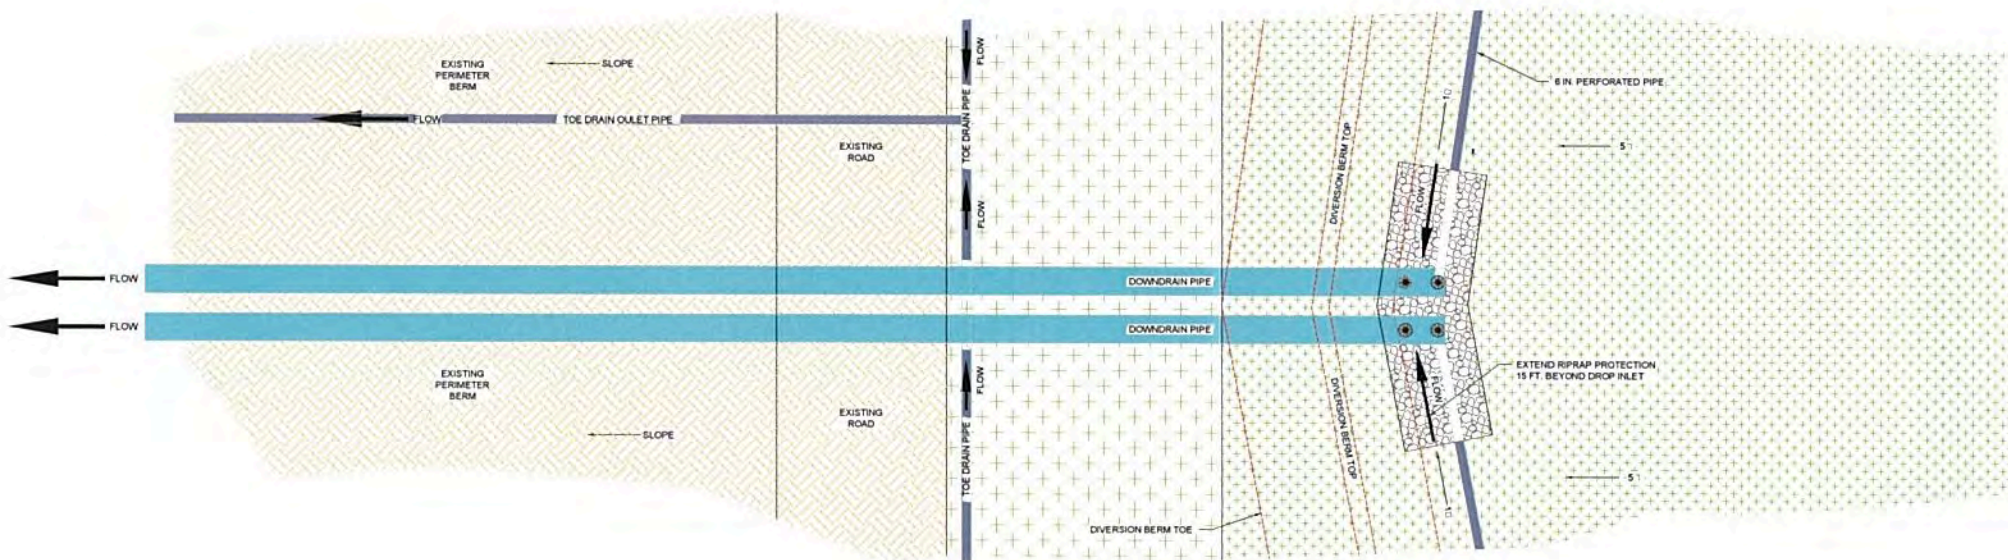 EXISTING
PERIMETER
BERM
SLOPE
FLOW
TOE DRAIN PIPE
6 IN. PERFORATED PIPE
FLOW
TOE DRAIN OULET PIPE
EXISTING
ROAD
DIVERSION BERM TOP
1
5
FLOW
FLOW
FLOW
DOWNDRAIN PIPE
FLOW
DOWNDRAIN PIPE
EXISTING
PERIMETER
BERM
FLOW
EXTEND RIPRAP PROTECTION
15 FT. BEYOND DROP INLET
FLOW
EXISTING
ROAD
SLOPE
TOE DRAIN PIPE
DIVERSION BERM TOP
5
1
DIVERSION BERM TOE